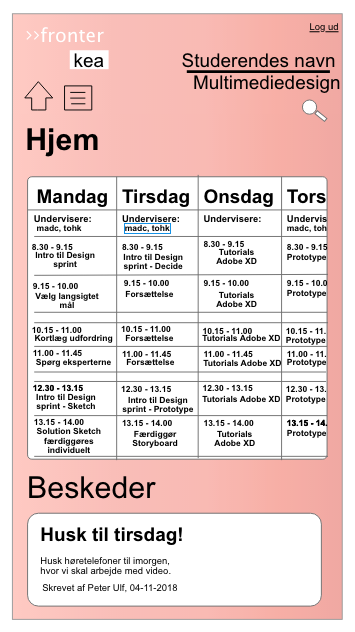 Log ud
>>fronter
kea
Studerendes navn
Multimediedesign
Hjem
Mandag Tirsdag Onsdag Tors
Undervisere: Undervisere: Undervisere: Undervis
madc, tohk madc, tohk
8.30 - 9.15 8.30 - 9.15 8.30 - 9.15 8.30 - 9.15
Intro til Design Intro til Design Tutorials Prototype
sprint sprint - Decide Adobe XD
9.15 - 10.00 9.15 - 10.00 9.15 - 10.00 9.15 - 10.0
Vælg langsigtet Forsættelse Tutorials Prototype
mål Adobe XD
10.15 - 11.00 10.15 - 11.00 10.15 - 11.00 10.15 - 11.
Kortlæg udfordring Forsættelse Tutorials Adobe XD Prototype
11.00 - 11.45 11.00 - 11.45 11.00 - 11.45 11.00 - 11.
Spørg eksperterne Forsættelse Tutorials Adobe XD Prototype
12.30 - 13.15 12.30 - 13.15 12.30 - 13.15 12.30 - 13.
Intro til Design Intro til Design Tutorials Adobe XD Prototype
sprint - Sketch sprint - Prototype
13.15 - 14.00 13.15 - 14.00 13.15 - 14.00 13.15 - 14.
Solution Sketch Færdiggør Tutorials Prototype
færdiggøres Storyboard Adobe XD
individuelt
Beskeder
Husk til tirsdag!
Husk høretelefoner til imorgen,
hvor vi skal arbejde med video.
Skrevet af Peter Ulf, 04-11-2018